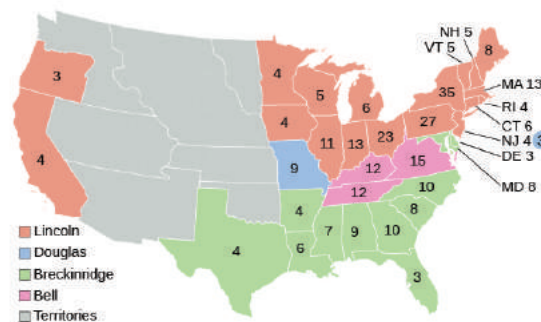 NH 5
VT 5
8
3
4
5
6
35
MA 13
RI 4
CT 6
NJ 4 3
DE 3
MD 8
4
4
11
13
23
27
9
12
15
12
10
4
8
4
6
7
9
10
3
Lincoln
Douglas
Breckinridge
Bell
Territories